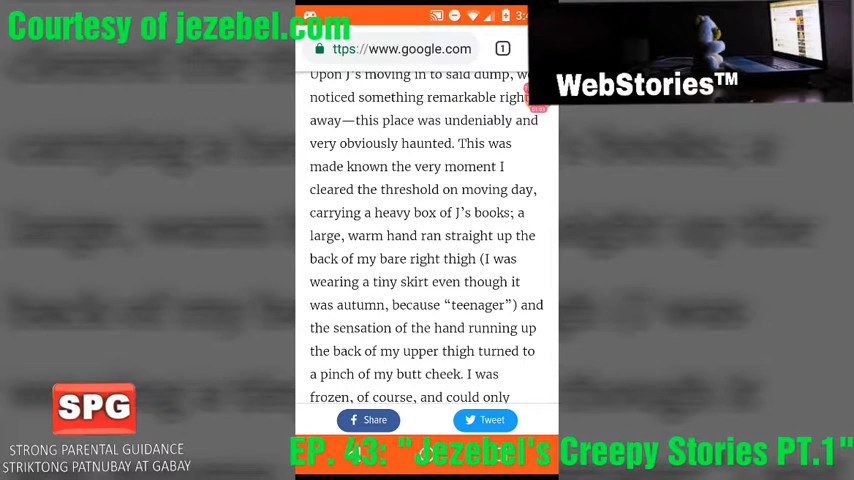 Courtesy of jezebel.com
ttps://www.google.com
1
WebStories™
Upon J's moving in to said dump, we
noticed something remarkable right
away—this place was undeniably and
very obviously haunted. This was
made known the very moment I
cleared the threshold on moving day,
carrying a heavy box of J's books; a
large, warm hand ran straight up the
back of my bare right thigh (I was
wearing a tiny skirt even though it
was autumn, because “teenager”) and
the sensation of the hand running up
the back of my upper thigh turned to
a pinch of my butt cheek. I was
frozen, of course, and could only
Share
Tweet
SPG
STRONG PARENTAL GUIDANCE
STRIKTONG PATNUBAY AT GABAY
EP. 43: "Jezebel's Creepy Stories PT.1"